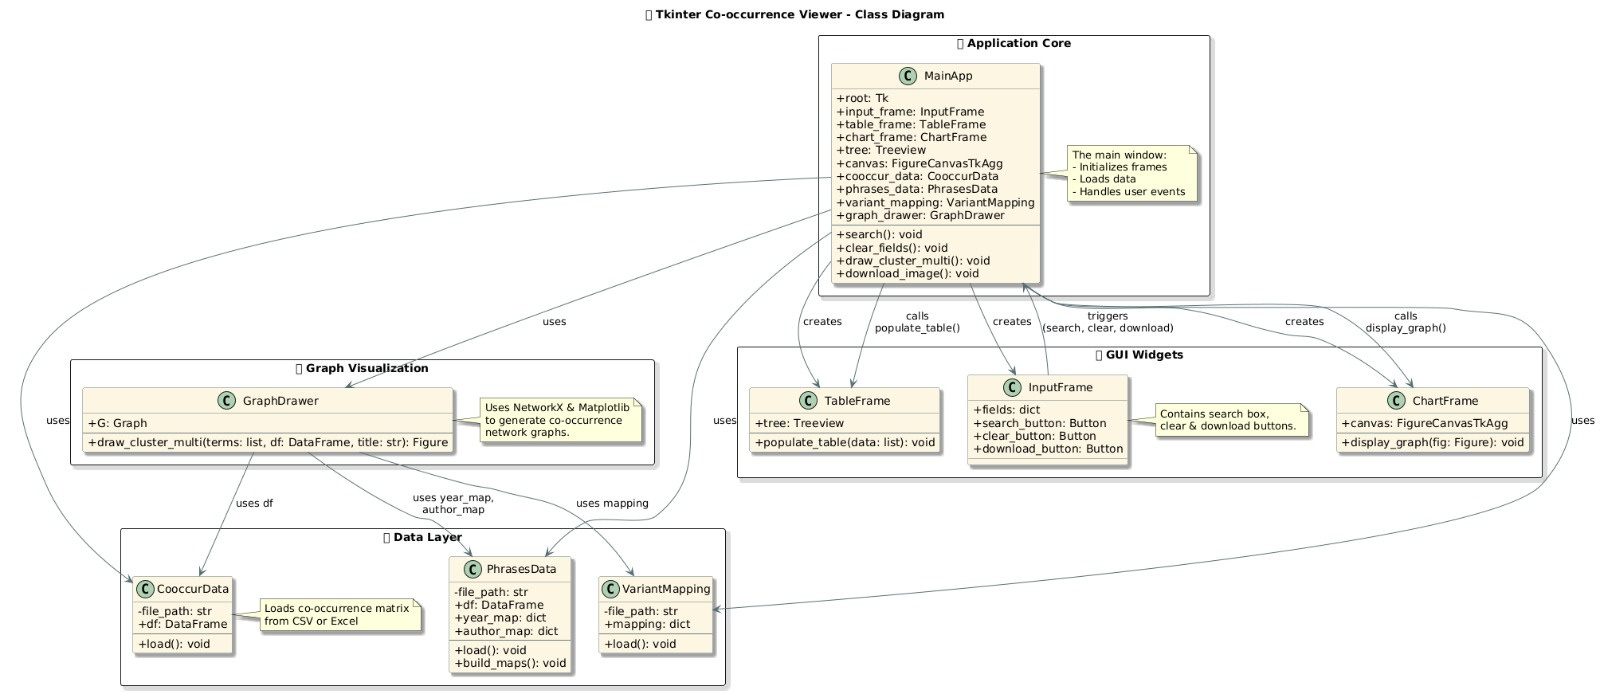 Tkinter Co-occurrence Viewer - Class Diagram
Application Core
C MainApp
+root: Tk
+input_frame: InputFrame
+table_frame: TableFrame
+chart_frame: ChartFrame
+tree: Treeview
+canvas: FigureCanvasTkAgg
+cooccur_data: CooccurData
+phrases_data: PhrasesData
+variant_mapping: VariantMapping
+graph_drawer: GraphDrawer
+search(): void
+clear_fields(): void
+draw_cluster_multi(): void
+download_image(): void
The main window:
- Initializes frames
- Loads data
- Handles user events
uses
creates
calls
populate_table()
creates
triggers
(search, clear, download)
creates
calls
display_graph()
Graph Visualization
C GraphDrawer
+G: Graph
+draw_cluster_multi(terms: list, df: DataFrame, title: str): Figure
Uses NetworkX & Matplotlib
to generate co-occurrence
network graphs.
GUI Widgets
C TableFrame
+tree: Treeview
+populate_table(data: list): void
C InputFrame
+fields: dict
+search_button: Button
+clear_button: Button
+download_button: Button
Contains search box,
clear & download buttons.
C ChartFrame
+canvas: FigureCanvasTkAgg
+display_graph(fig: Figure): void
uses
uses
uses
uses df
uses year_map,
author_map
uses mapping
Data Layer
C CooccurData
-file_path: str
+df: DataFrame
+load(): void
Loads co-occurrence matrix
from CSV or Excel
C PhrasesData
-file_path: str
+df: DataFrame
+year_map: dict
+author_map: dict
+load(): void
+build_maps(): void
C VariantMapping
-file_path: str
+mapping: dict
+load(): void